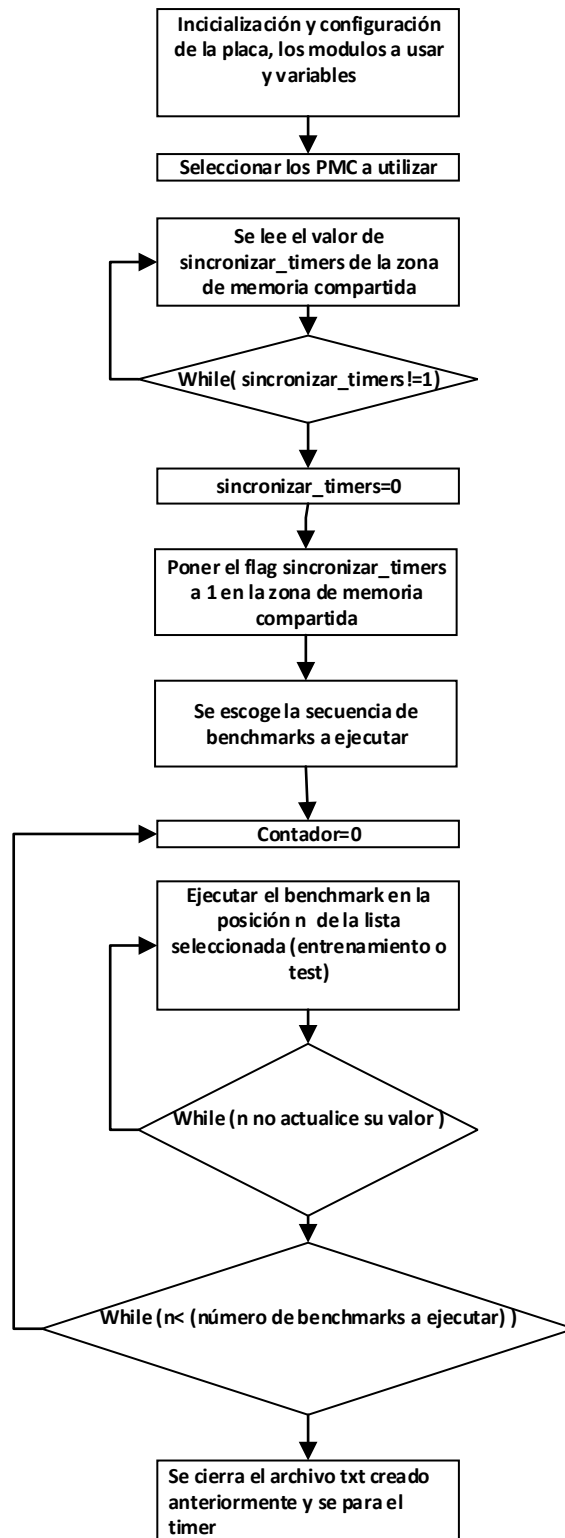 Incicialización y configuración
de la placa, los modulos a usar
y variables
Seleccionar los PMC a utilizar
Se lee el valor de
sincronizar_timers de la zona
de memoria compartida
While( sincronizar_timers!=1)
sincronizar_timers=0
Poner el flag sincronizar_timers
a 1 en la zona de memoria
compartida
Se escoge la secuencia de
benchmarks a ejecutar
Contador=0
Ejecutar el benchmark en la
posición n de la lista
seleccionada (entrenamiento o
test)
While (n no actualice su valor )
While (n< (número de benchmarks a ejecutar) )
Se cierra el archivo txt creado
anteriormente y se para el
timer